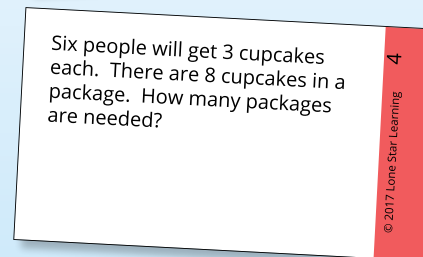 Six people will get 3 cupcakes
each.  There are 8 cupcakes in a
package.  How many packages
are needed?
4
© 2017 Lone Star Learning